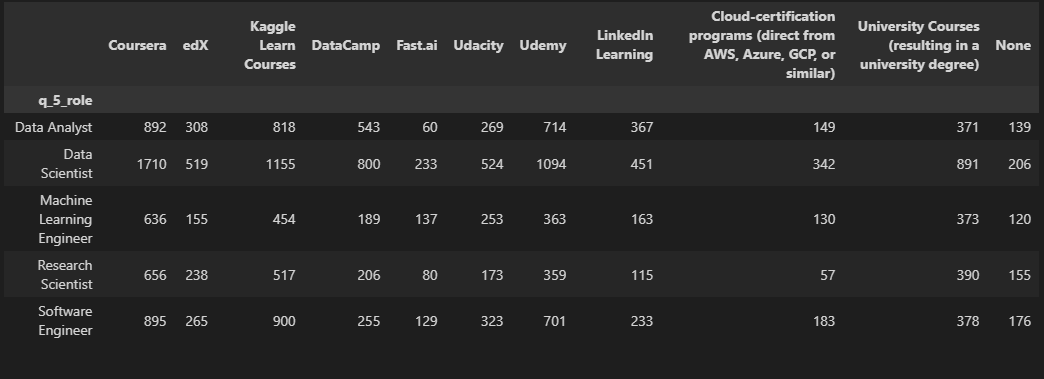 Coursera edX Kaggle Learn Courses DataCamp Fast.ai Udacity Udemy LinkedIn Learning Cloud-certification programs (direct from AWS, Azure, GCP, or similar) University Courses (resulting in a university degree) None
q_5_role
Data Analyst 892 308 818 543 60 269 714 367 149 371 139
Data Scientist 1710 519 1155 800 233 524 1094 451 342 891 206
Machine Learning Engineer 636 155 454 189 137 253 363 163 130 373 120
Research Scientist 656 238 517 206 80 173 359 115 57 390 155
Software Engineer 895 265 900 255 129 323 701 233 183 378 176